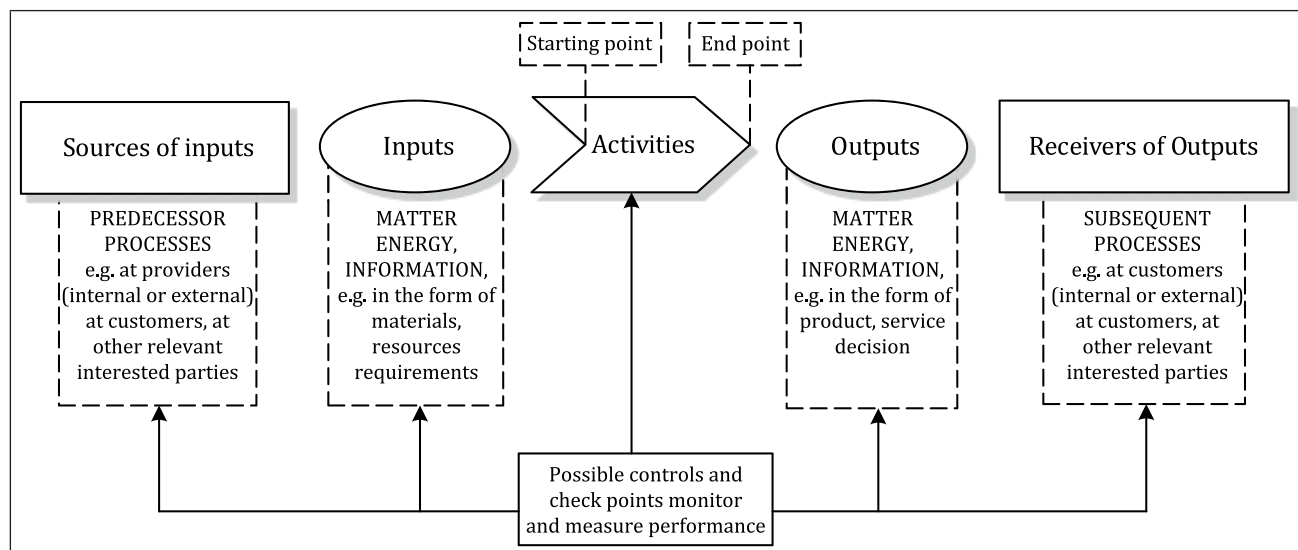 Starting point
End point
Sources of inputs
Inputs
Activities
Outputs
Receivers of Outputs
PREDECESSOR
PROCESSES
e.g. at providers
(internal or external)
at customers, at
other relevant
interested parties
MATTER
ENERGY,
INFORMATION,
e.g. in the form of
materials,
resources
requirements
MATTER
ENERGY,
INFORMATION,
e.g. in the form of
product, service
decision
SUBSEQUENT
PROCESSES
e.g. at customers
(internal or external)
at customers, at
other relevant
interested parties
Possible controls and
check points monitor
and measure performance